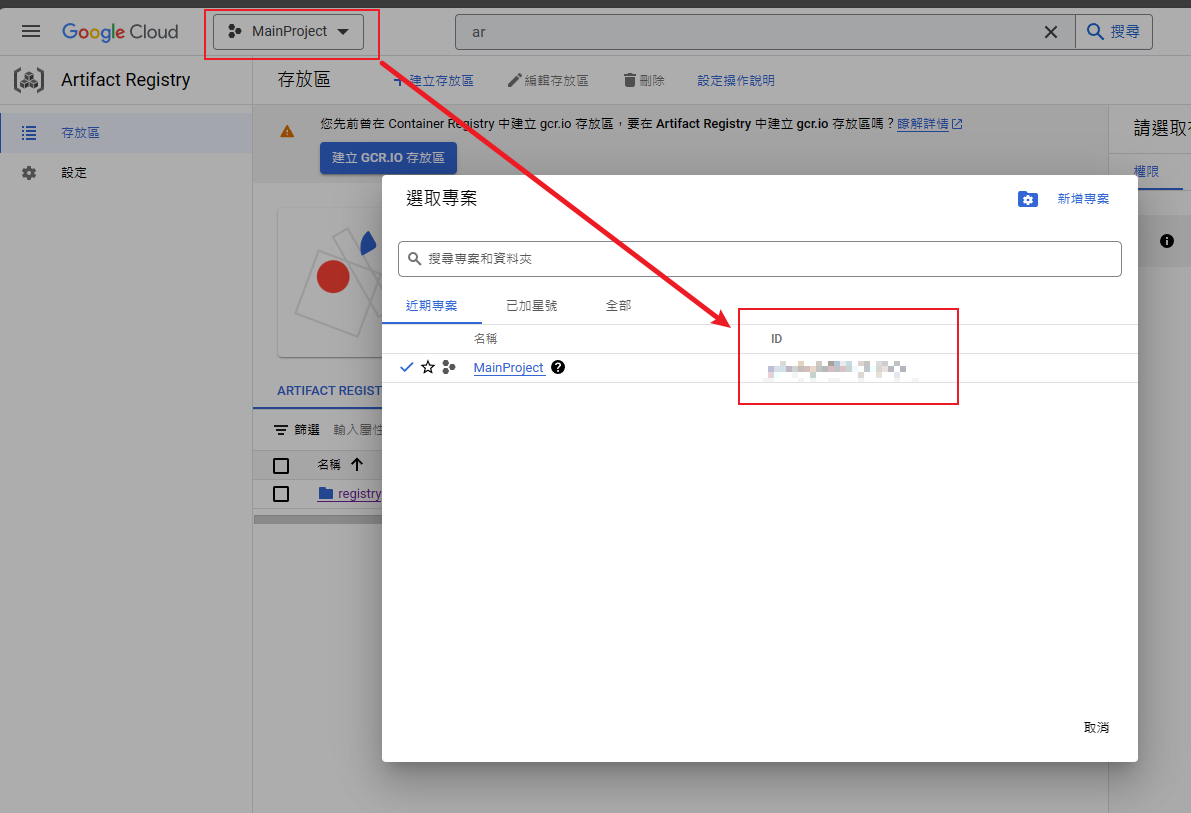 Google Cloud
MainProject
ar
搜尋
Artifact Registry
存放區
建立存放區
編輯存放區
刪除
設定操作說明
存放區
設定
您先前曾在 Container Registry 中建立 gcr.io 存放區，要在 Artifact Registry 中建立 gcr.io 存放區嗎？瞭解詳情
建立 GCR.IO 存放區
請選取
權限
選取專案
新增專案
搜尋專案和資料夾
近期專案
已加星號
全部
名稱
ID
MainProject
ARTIFACT REGIST
篩選
輸入屬性
名稱
registry
取消